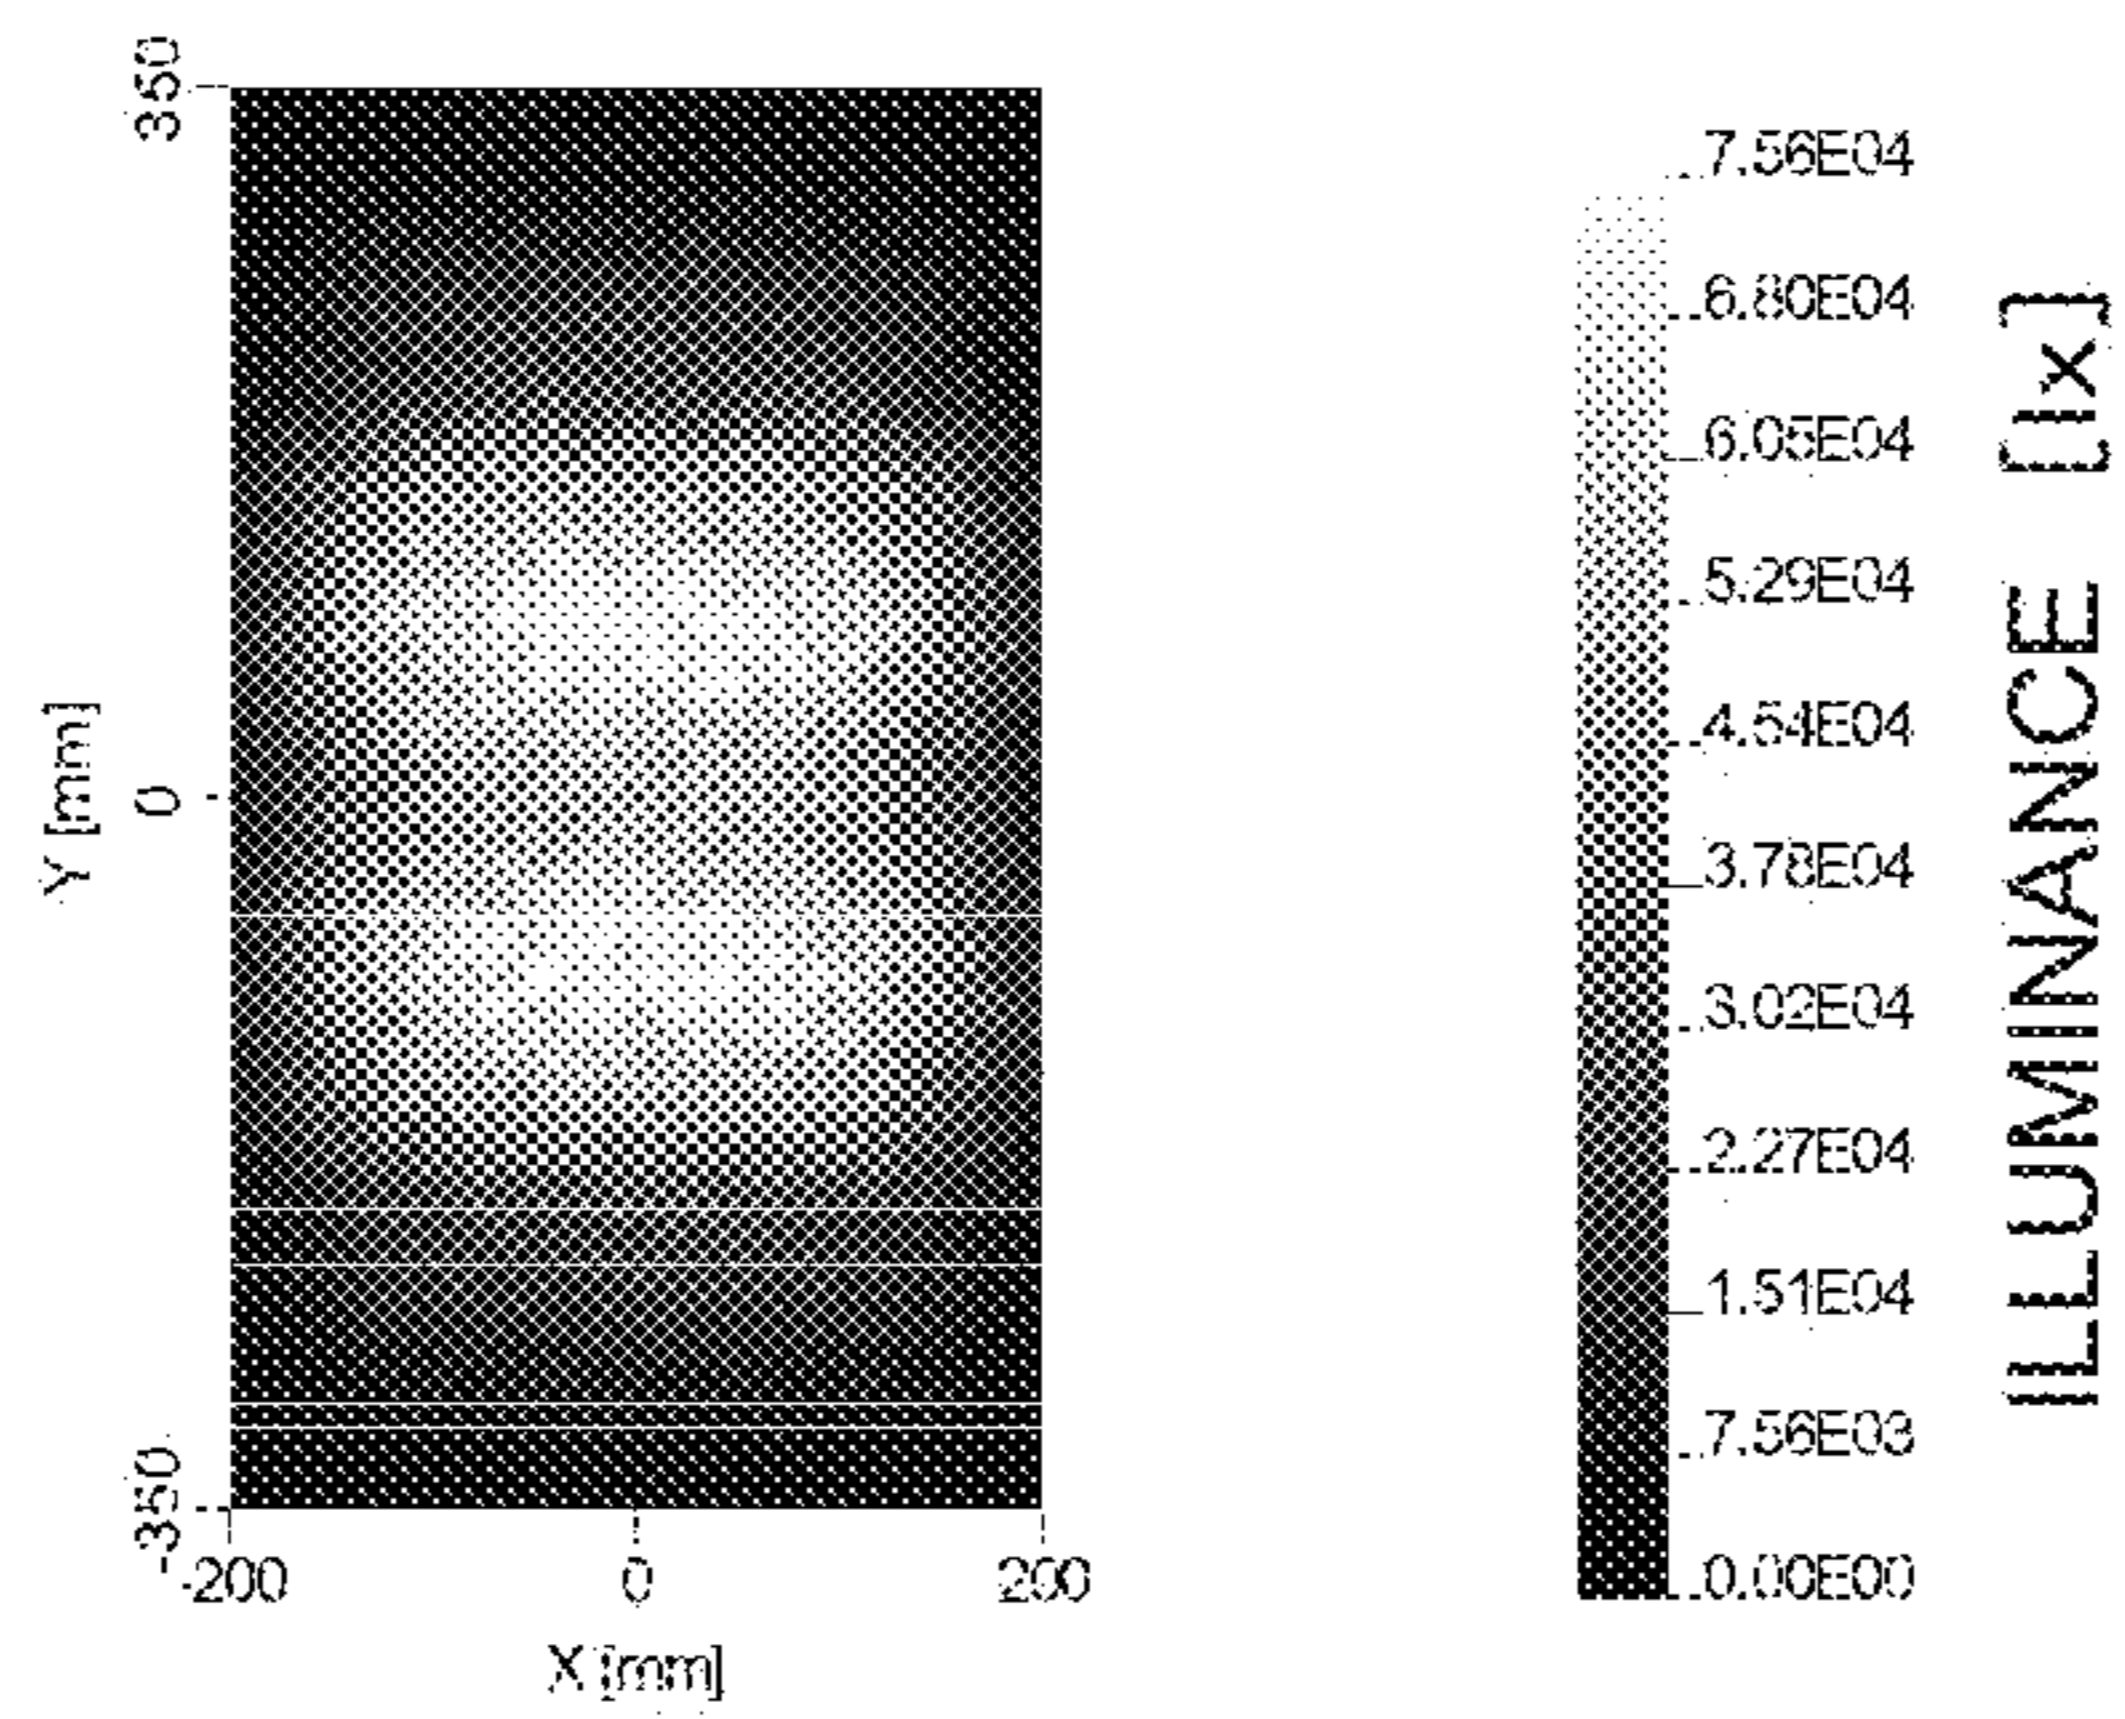 350
0
-350
Y [mm]
-200
0
200
X [mm]
7.56E04
6.80E04
6.05E04
5.29E04
4.54E04
3.78E04
3.02E04
2.27E04
1.51E04
7.56E03
0.00E00
ILLUMINANCE [lx]